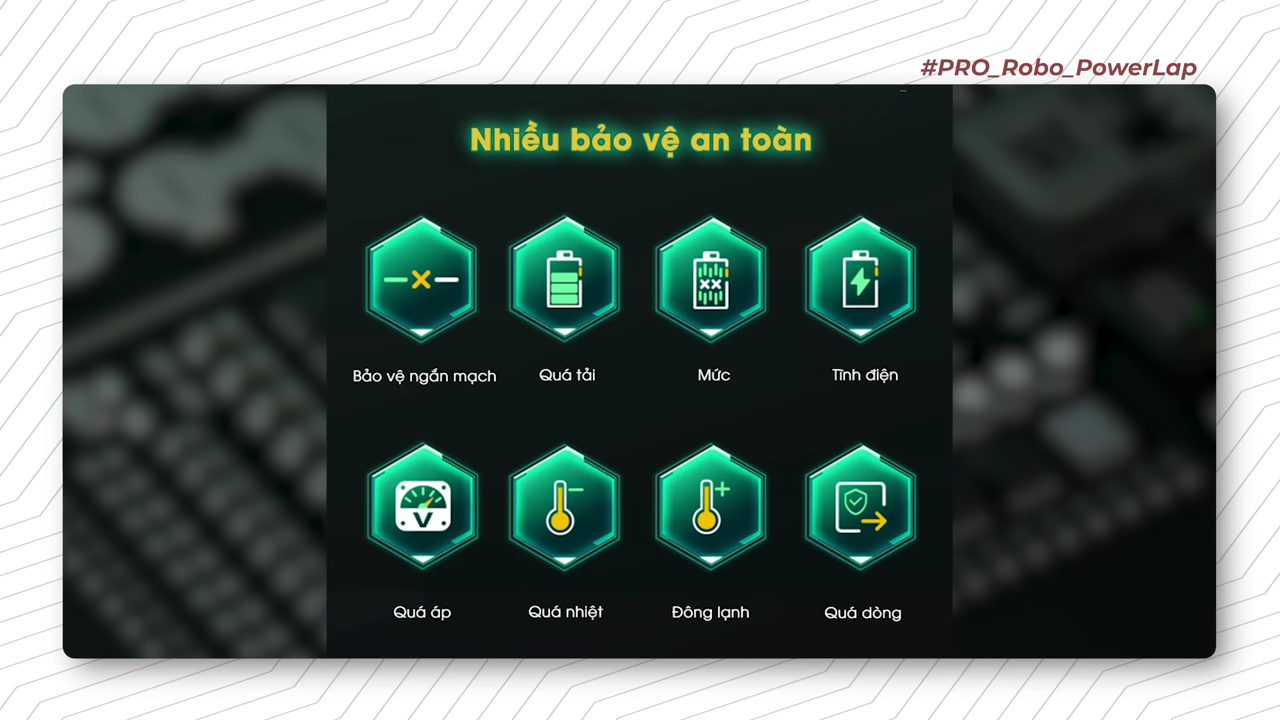 #PRO_Robo_PowerLap
Nhiều bảo vệ an toàn
Bảo vệ ngắn mạch
Quá tải
Mức
Tĩnh điện
V
Quá áp
Quá nhiệt
Đông lạnh
Quá dòng